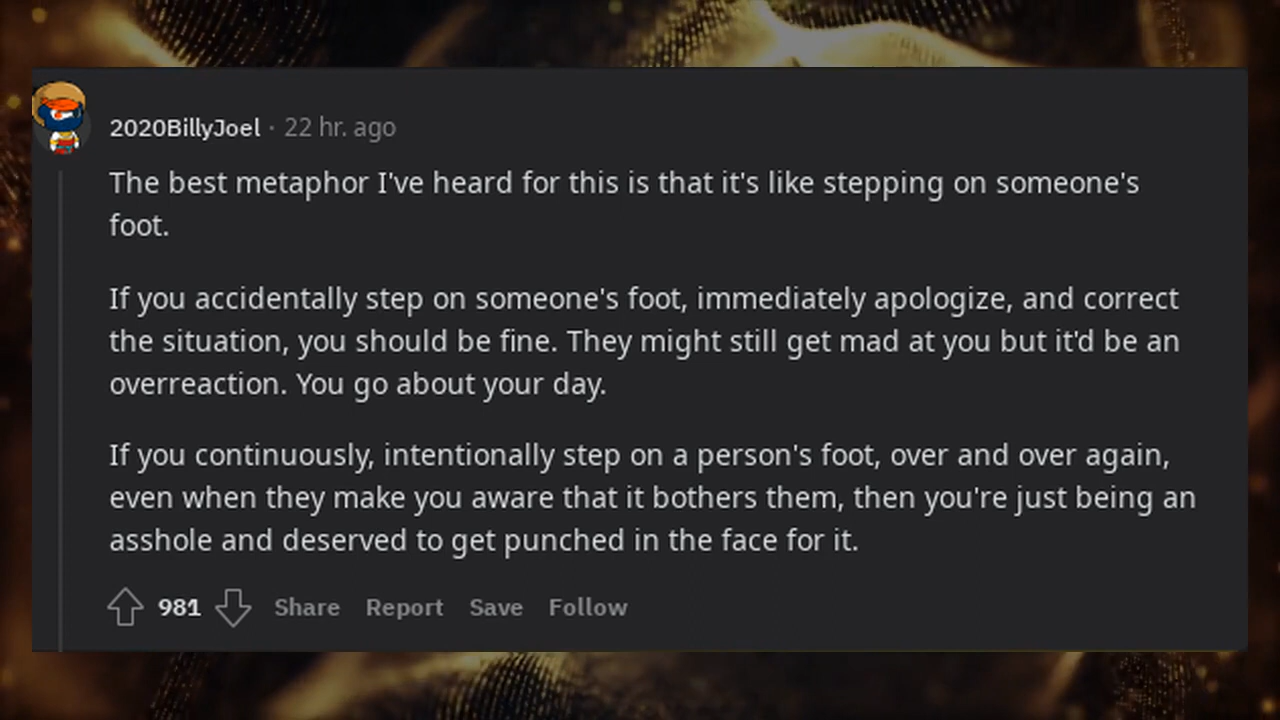 2020BillyJoel · 22 hr. ago
The best metaphor I've heard for this is that it's like stepping on someone's
foot.
If you accidentally step on someone's foot, immediately apologize, and correct
the situation, you should be fine. They might still get mad at you but it'd be an
overreaction. You go about your day.
If you continuously, intentionally step on a person's foot, over and over again,
even when they make you aware that it bothers them, then you're just being an
asshole and deserved to get punched in the face for it.
981 Share Report Save Follow